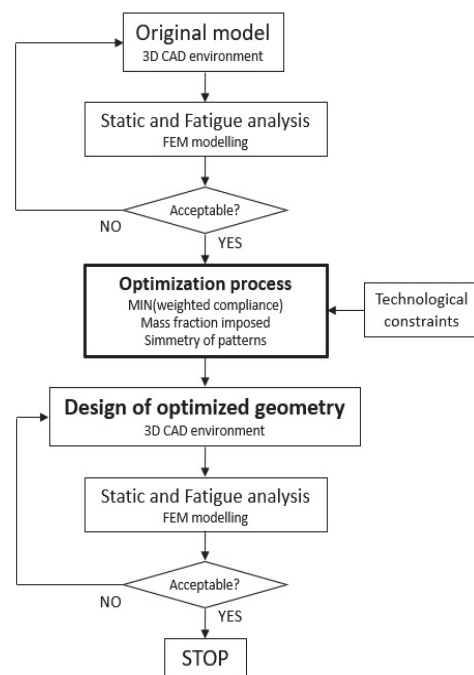 Original model
3D CAD environment
Static and Fatigue analysis
FEM modelling
Acceptable?
NO
YES
Optimization process
MIN(weighted compliance)
Mass fraction imposed
Simmetry of patterns
Technological
constraints
Design of optimized geometry
3D CAD environment
Static and Fatigue analysis
FEM modelling
Acceptable?
NO
YES
STOP